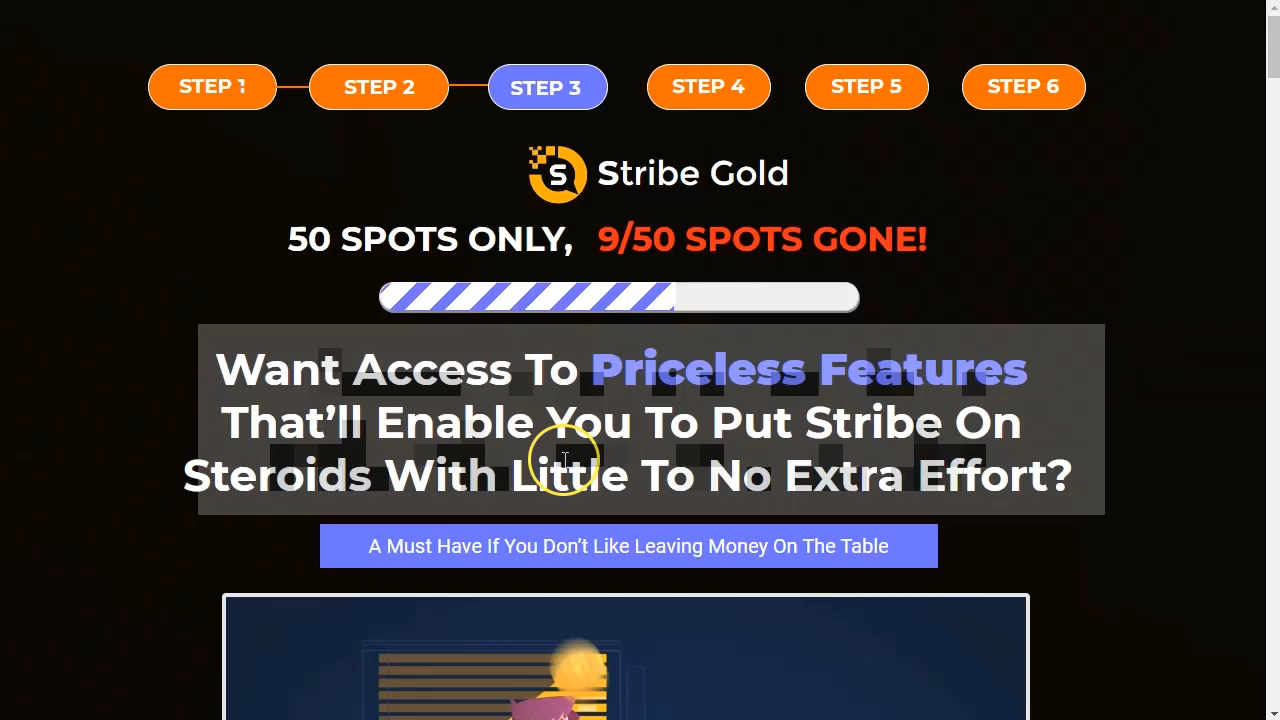 STEP 1 STEP 2 STEP 3 STEP 4 STEP 5 STEP 6
S Stribe Gold
50 SPOTS ONLY, 9/50 SPOTS GONE!
Want Access To Priceless Features
That’ll Enable You To Put Stribe On
Steroids With Little To No Extra Effort?
A Must Have If You Don’t Like Leaving Money On The Table